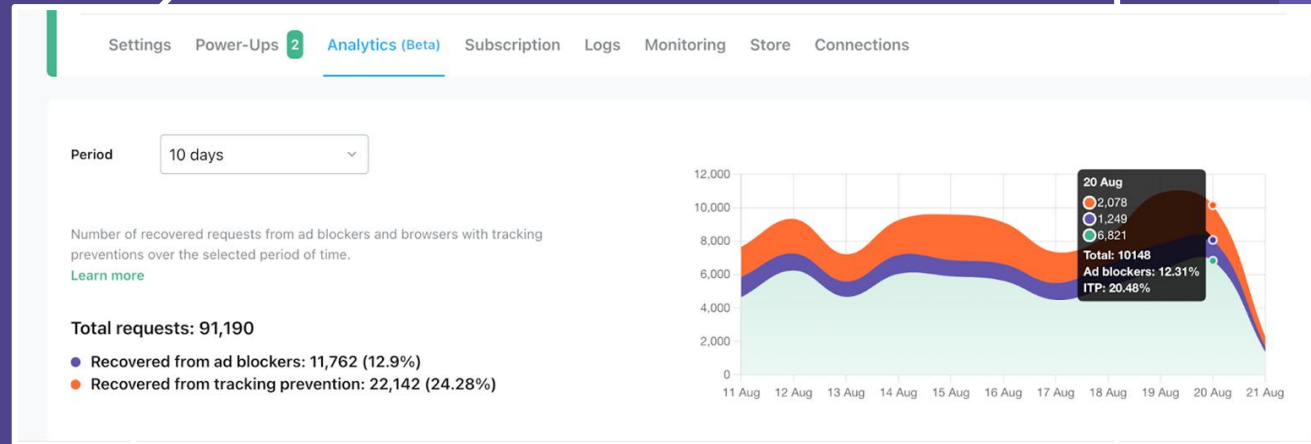 Settings Power-Ups 2 Analytics (Beta) Subscription Logs Monitoring Store Connections
Period 10 days
Number of recovered requests from ad blockers and browsers with tracking
preventions over the selected period of time.
Learn more
Total requests: 91,190
Recovered from ad blockers: 11,762 (12.9%)
Recovered from tracking prevention: 22,142 (24.28%)
12,000
10,000
8,000
6,000
4,000
2,000
0
20 Aug
2,078
1,249
6,821
Total: 10148
Ad blockers: 12.31%
ITP: 20.48%
11 Aug 12 Aug 13 Aug 14 Aug 15 Aug 16 Aug 17 Aug 18 Aug 19 Aug 20 Aug 21 Aug